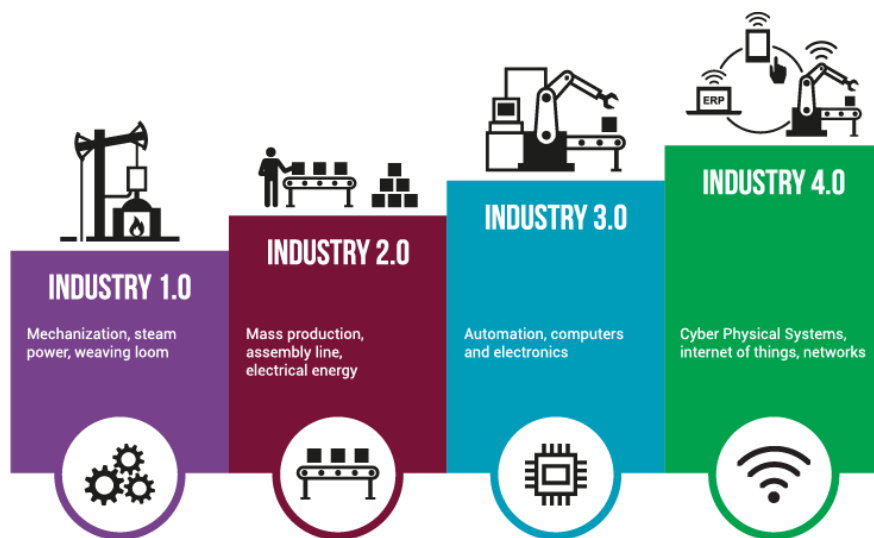 ERP
INDUSTRY 1.0
Mechanization, steam
power, weaving loom
INDUSTRY 2.0
Mass production,
assembly line,
electrical energy
INDUSTRY 3.0
Automation, computers
and electronics
INDUSTRY 4.0
Cyber Physical Systems,
internet of things, networks